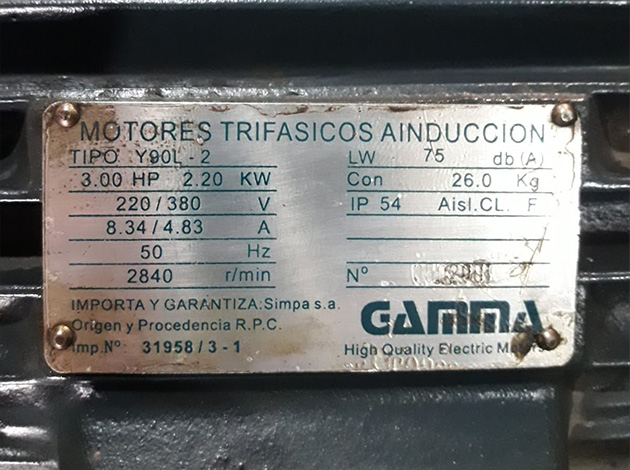 MOTORES TRIFASICOS AINDUCCION
TIPO Y90L-2
3.00 HP 2.20 KW
220/380 V
8.34/4.83 A
50 Hz
2840 r/min
LW 75 db(A)
Con 26.0 Kg
IP 54 Aisl.CL. F
Nº
IMPORTA Y GARANTIZA:Simpa s.a.
Origen y Procedencia R.P.C.
Imp.Nº 31958/3-1
GAMMA
High Quality Electric Motors